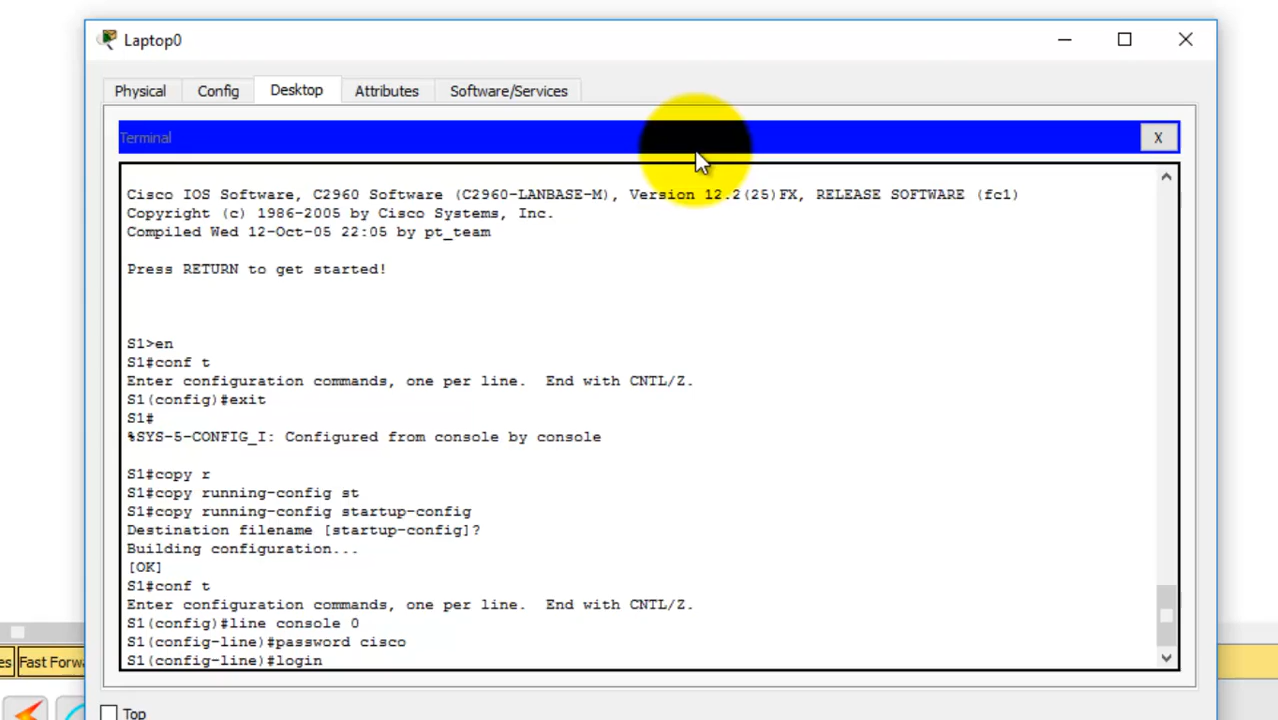 Laptop0
Physical Config Desktop Attributes Software/Services
Terminal X
Cisco IOS Software, C2960 Software (C2960-LANBASE-M), Version 12.2(25)FX, RELEASE SOFTWARE (fc1)
Copyright (c) 1986-2005 by Cisco Systems, Inc.
Compiled Wed 12-Oct-05 22:05 by pt_team
Press RETURN to get started!
S1>en
S1#conf t
Enter configuration commands, one per line. End with CNTL/Z.
S1(config)#exit
S1#
%SYS-5-CONFIG_I: Configured from console by console
S1#copy r
S1#copy running-config st
S1#copy running-config startup-config
Destination filename [startup-config]?
Building configuration...
[OK]
S1#conf t
Enter configuration commands, one per line. End with CNTL/Z.
S1(config)#line console 0
S1(config-line)#password cisco
S1(config-line)#login
es Fast Forw
Top